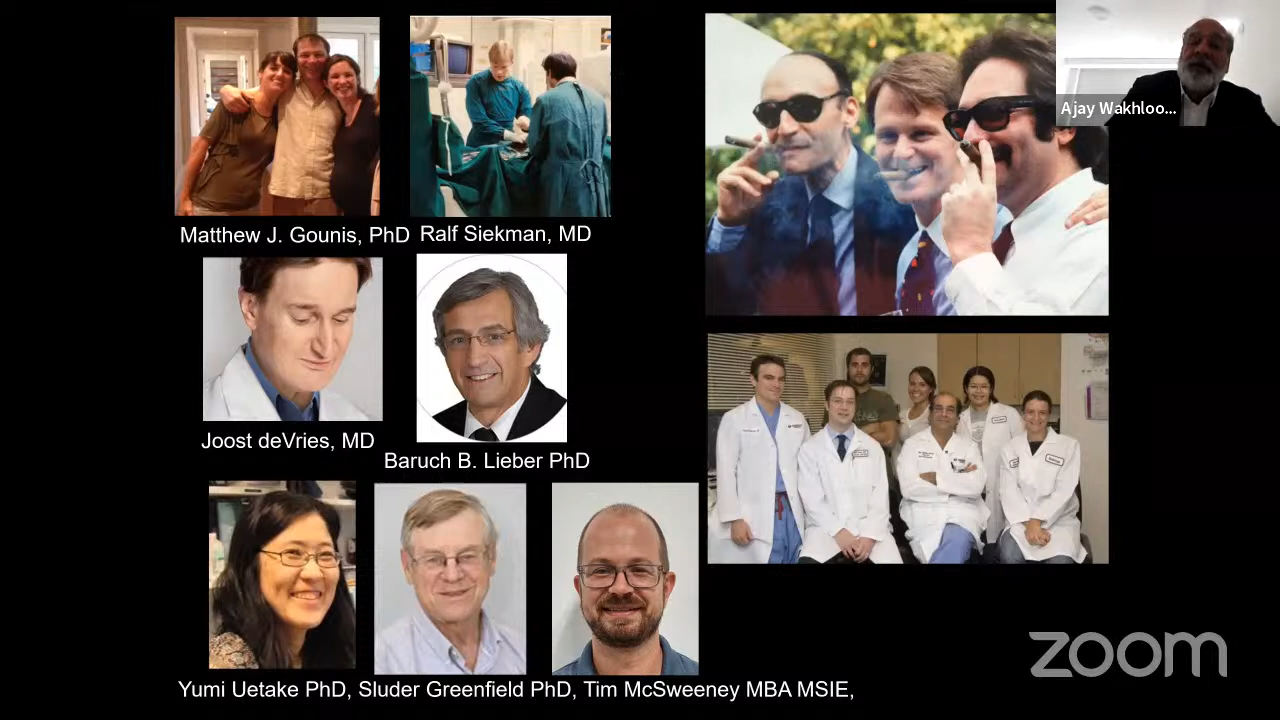 Ajay Wakhloo...
Matthew J. Gounis, PhD
Ralf Siekman, MD
Joost deVries, MD
Baruch B. Lieber PhD
Yumi Uetake PhD, Sluder Greenfield PhD, Tim McSweeney MBA MSIE,
zoom